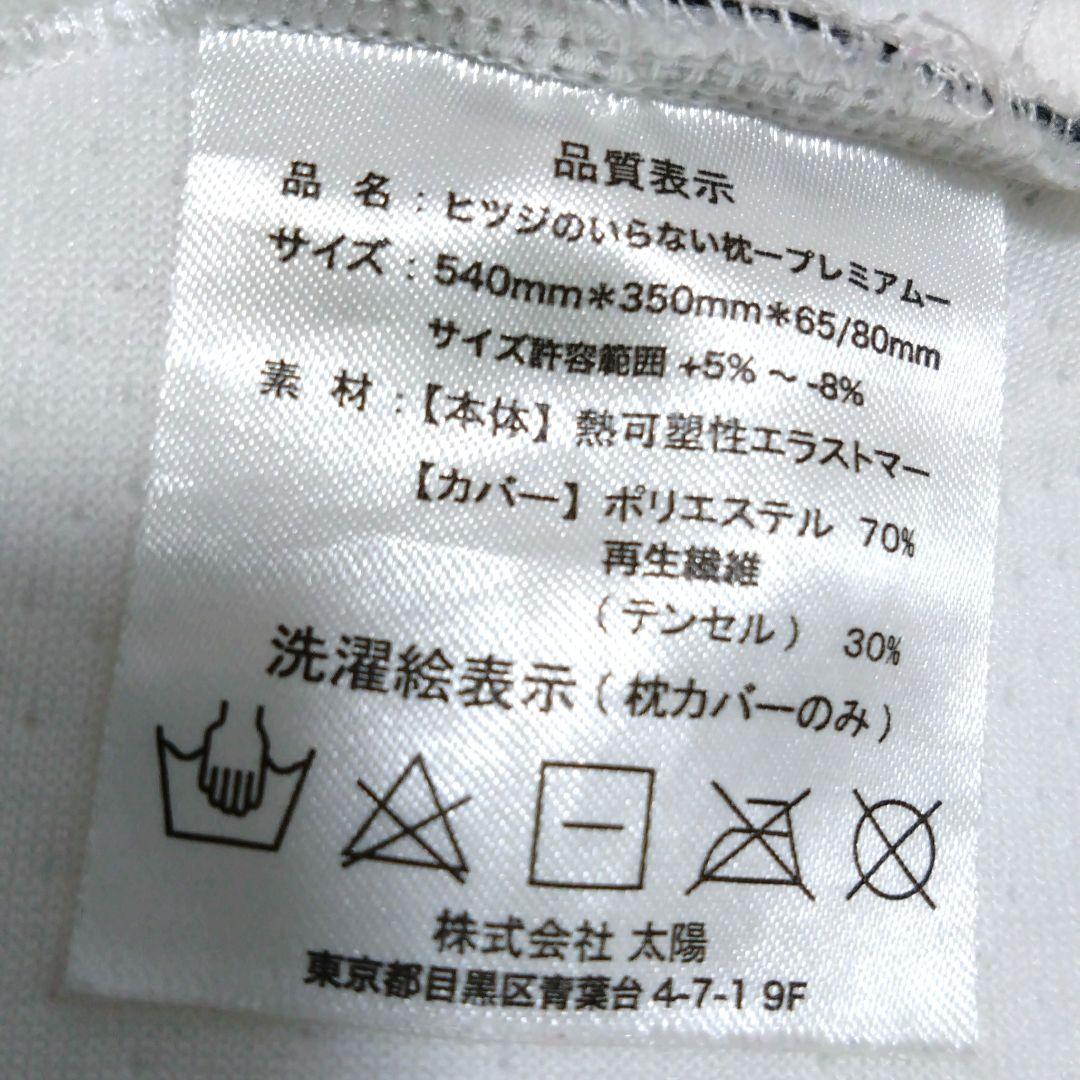 品質表示
品 名：ヒツジのいらない枕ープレミアムー
サイズ：540mm*350mm*65/80mm
サイズ許容範囲 +5% ～ -8%
素 材：【本体】熱可塑性エラストマー
【カバー】ポリエステル 70%
再生繊維
（テンセル） 30%
洗濯絵表示（枕カバーのみ）
株式会社 太陽
東京都目黒区青葉台4-7-1 9F